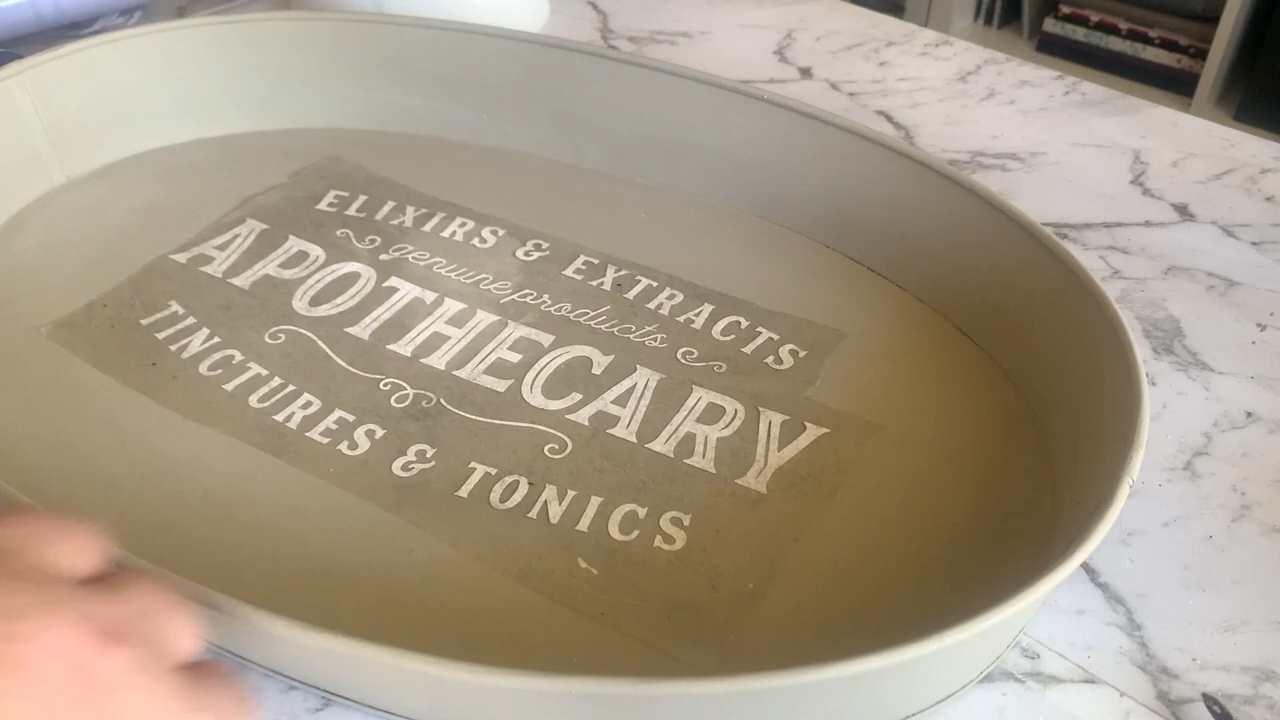 ELIXIRS & EXTRACTS
genuine products
APOTHECARY
TINCTURES & TONICS